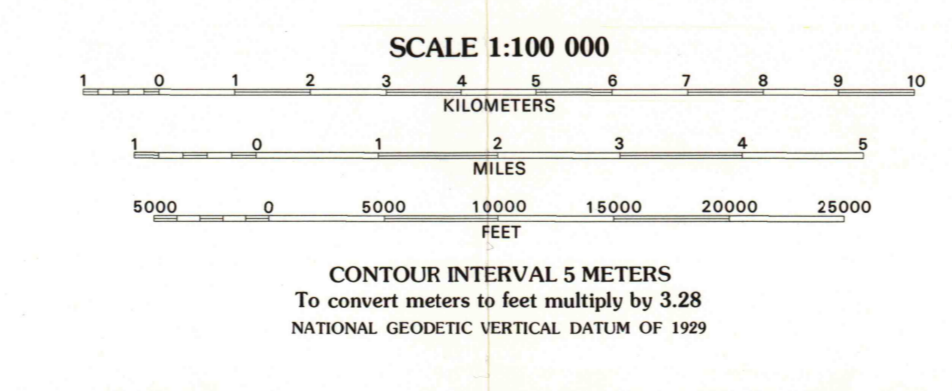 SCALE 1:100 000
1 0 1 2 3 4 5 6 7 8 9 10
KILOMETERS
1 0 1 2 3 4 5
MILES
5000 0 5000 10000 15000 20000 25000
FEET
CONTOUR INTERVAL 5 METERS
To convert meters to feet multiply by 3.28
NATIONAL GEODETIC VERTICAL DATUM OF 1929